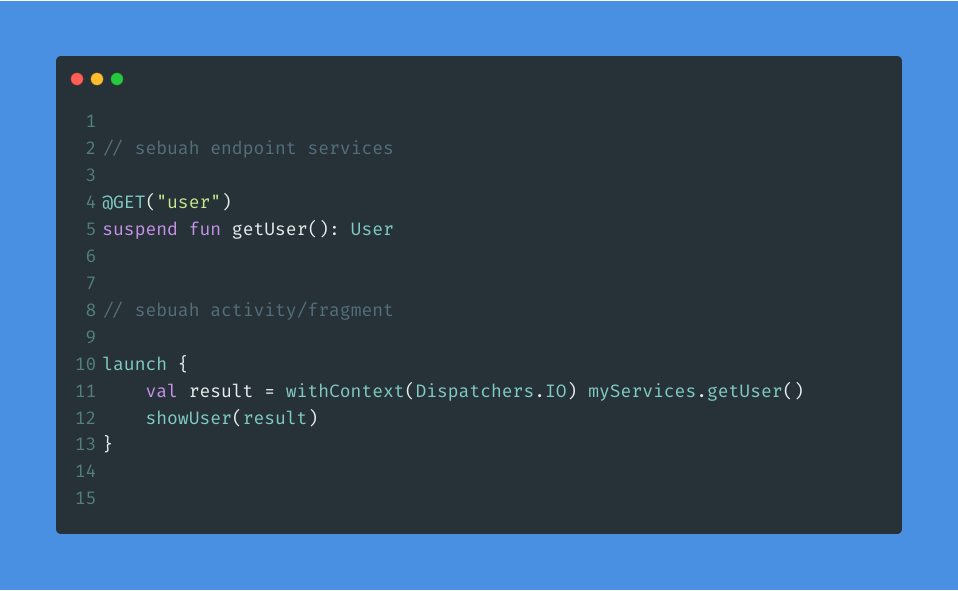 1
2 // sebuah endpoint services
3
4 @GET("user")
5 suspend fun getUser(): User
6
7
8 // sebuah activity/fragment
9
10 launch {
11     val result = withContext(Dispatchers.IO) myServices.getUser()
12     showUser(result)
13 }
14
15